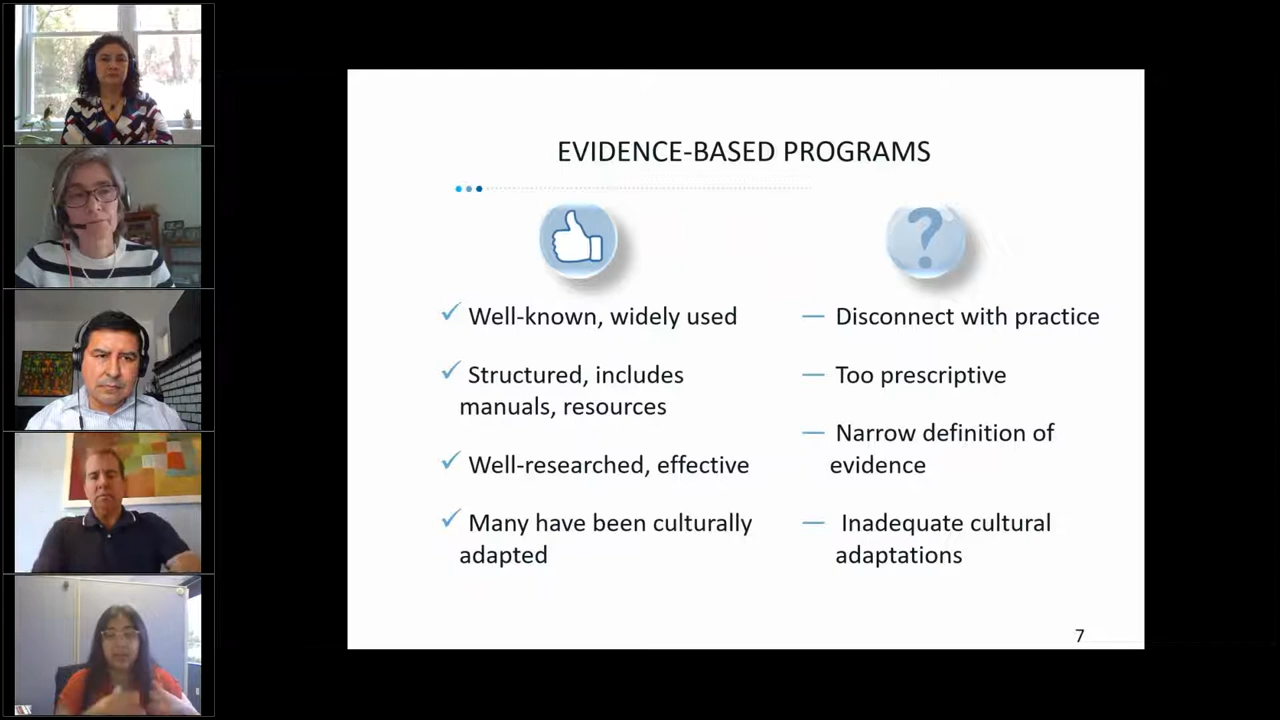 EVIDENCE-BASED PROGRAMS
Well-known, widely used
Structured, includes
manuals, resources
Well-researched, effective
Many have been culturally
adapted
?
— Disconnect with practice
— Too prescriptive
— Narrow definition of
evidence
— Inadequate cultural
adaptations
7